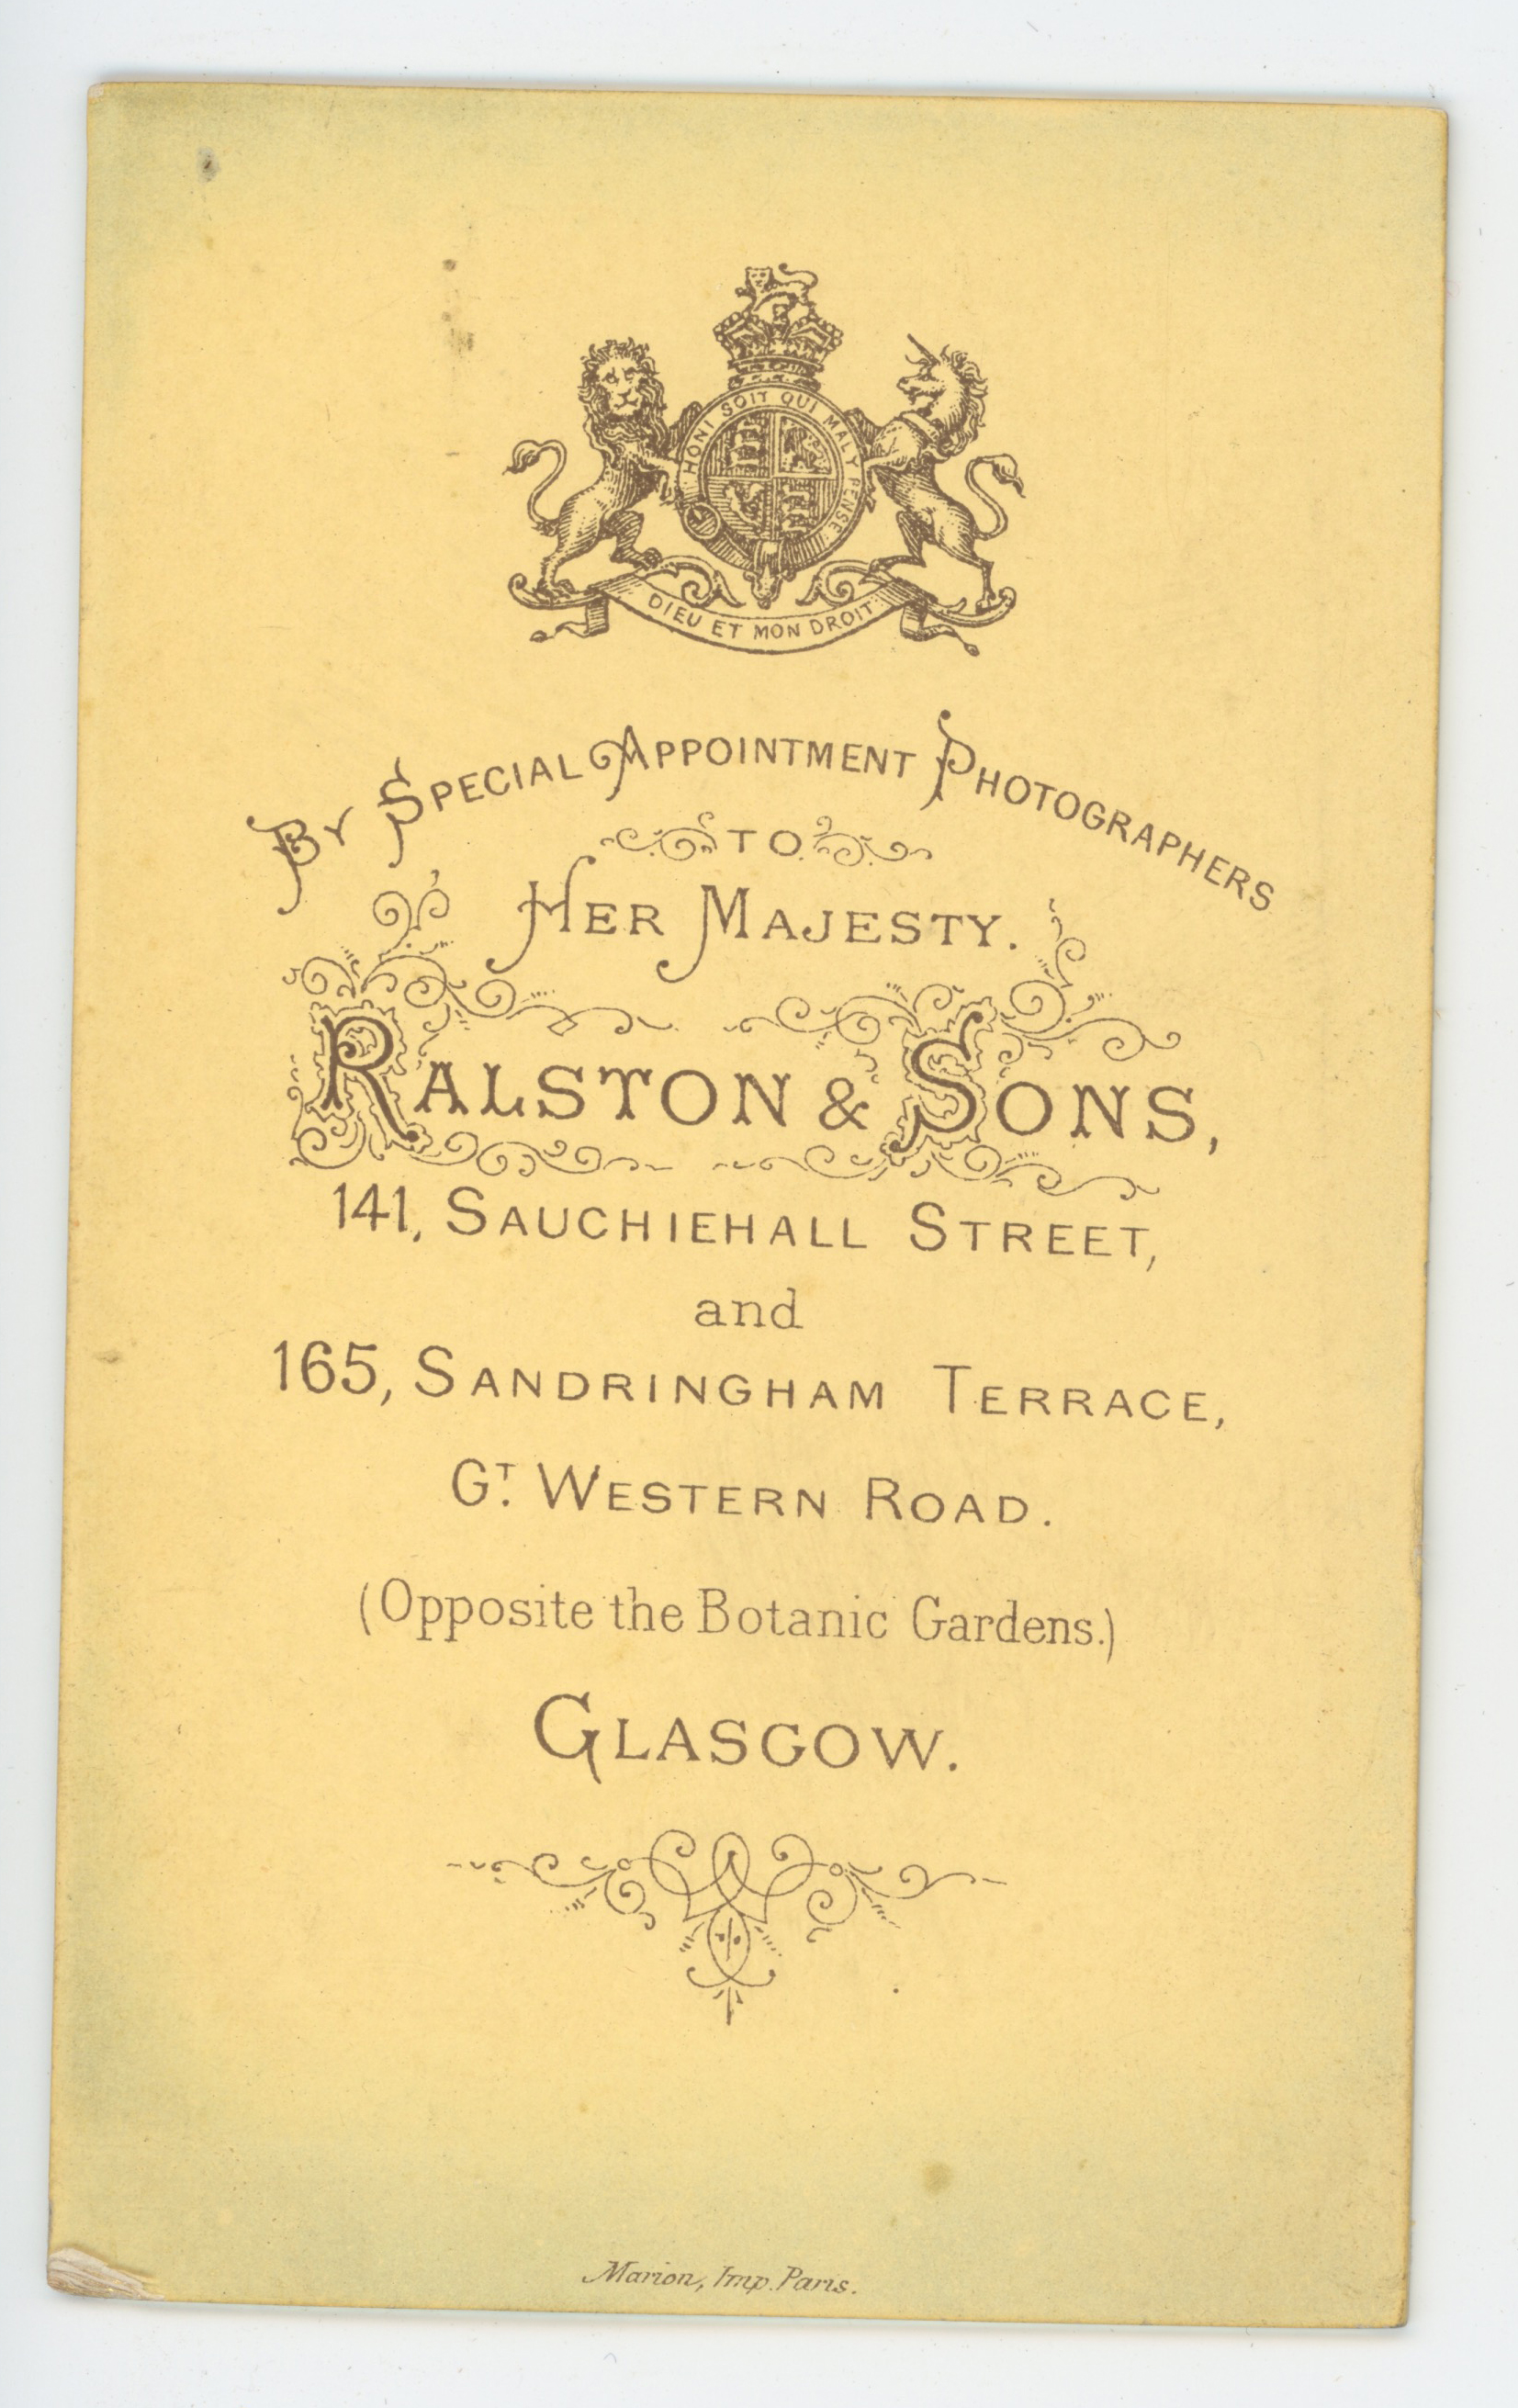 HONI SOIT QUI MAL Y PENSE
DIEU ET MON DROIT
BY SPECIAL APPOINTMENT PHOTOGRAPHERS
TO
HER MAJESTY.
RALSTON & SONS,
141, SAUCHIEHALL STREET,
and
165, SANDRINGHAM TERRACE,
GT. WESTERN ROAD.
(Opposite the Botanic Gardens.)
GLASGOW.
Marion, Imp. Paris.